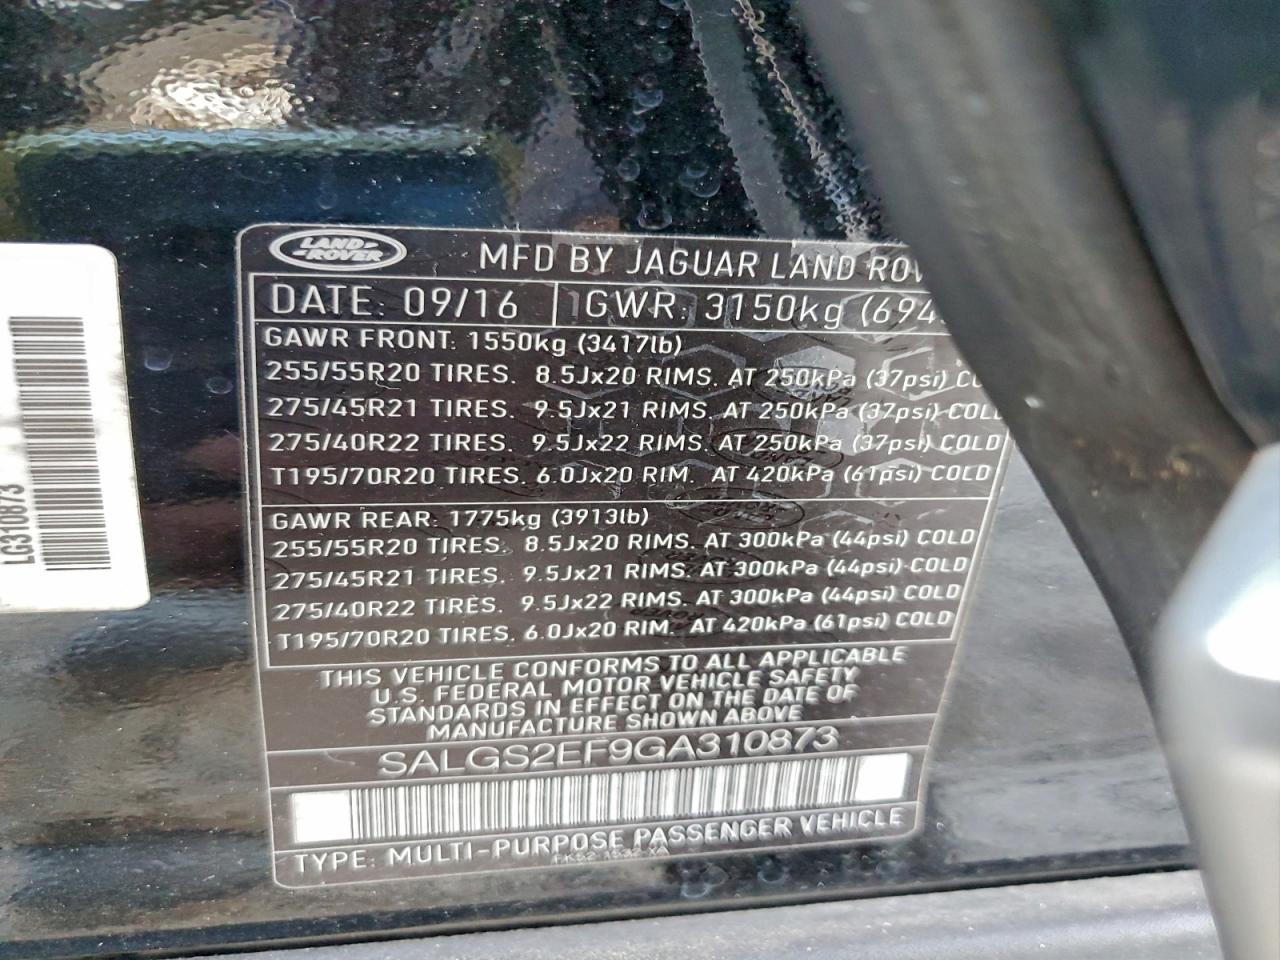 LAND-
ROVER
MFD BY JAGUAR LAND ROV
DATE: 09/16 GWR: 3150kg (694
GAWR FRONT: 1550kg (3417lb)
255/55R20 TIRES. 8.5Jx20 RIMS. AT 250kPa (37psi) CO
275/45R21 TIRES. 9.5Jx21 RIMS. AT 250kPa (37psi) COLD
275/40R22 TIRES. 9.5Jx22 RIMS. AT 250kPa (37psi) COLD
T195/70R20 TIRES. 6.0Jx20 RIM. AT 420kPa (61psi) COLD
GAWR REAR: 1775kg (3913lb)
255/55R20 TIRES. 8.5Jx20 RIMS. AT 300kPa (44psi) COLD
275/45R21 TIRES. 9.5Jx21 RIMS. AT 300kPa (44psi) COLD
275/40R22 TIRES. 9.5Jx22 RIMS. AT 300kPa (44psi) COLD
T195/70R20 TIRES. 6.0Jx20 RIM. AT 420kPa (61psi) COLD
THIS VEHICLE CONFORMS TO ALL APPLICABLE
U.S. FEDERAL MOTOR VEHICLE SAFETY
STANDARDS IN EFFECT ON THE DATE OF
MANUFACTURE SHOWN ABOVE
SALGS2EF9GA310873
TYPE: MULTI-PURPOSE PASSENGER VEHICLE
LG310873